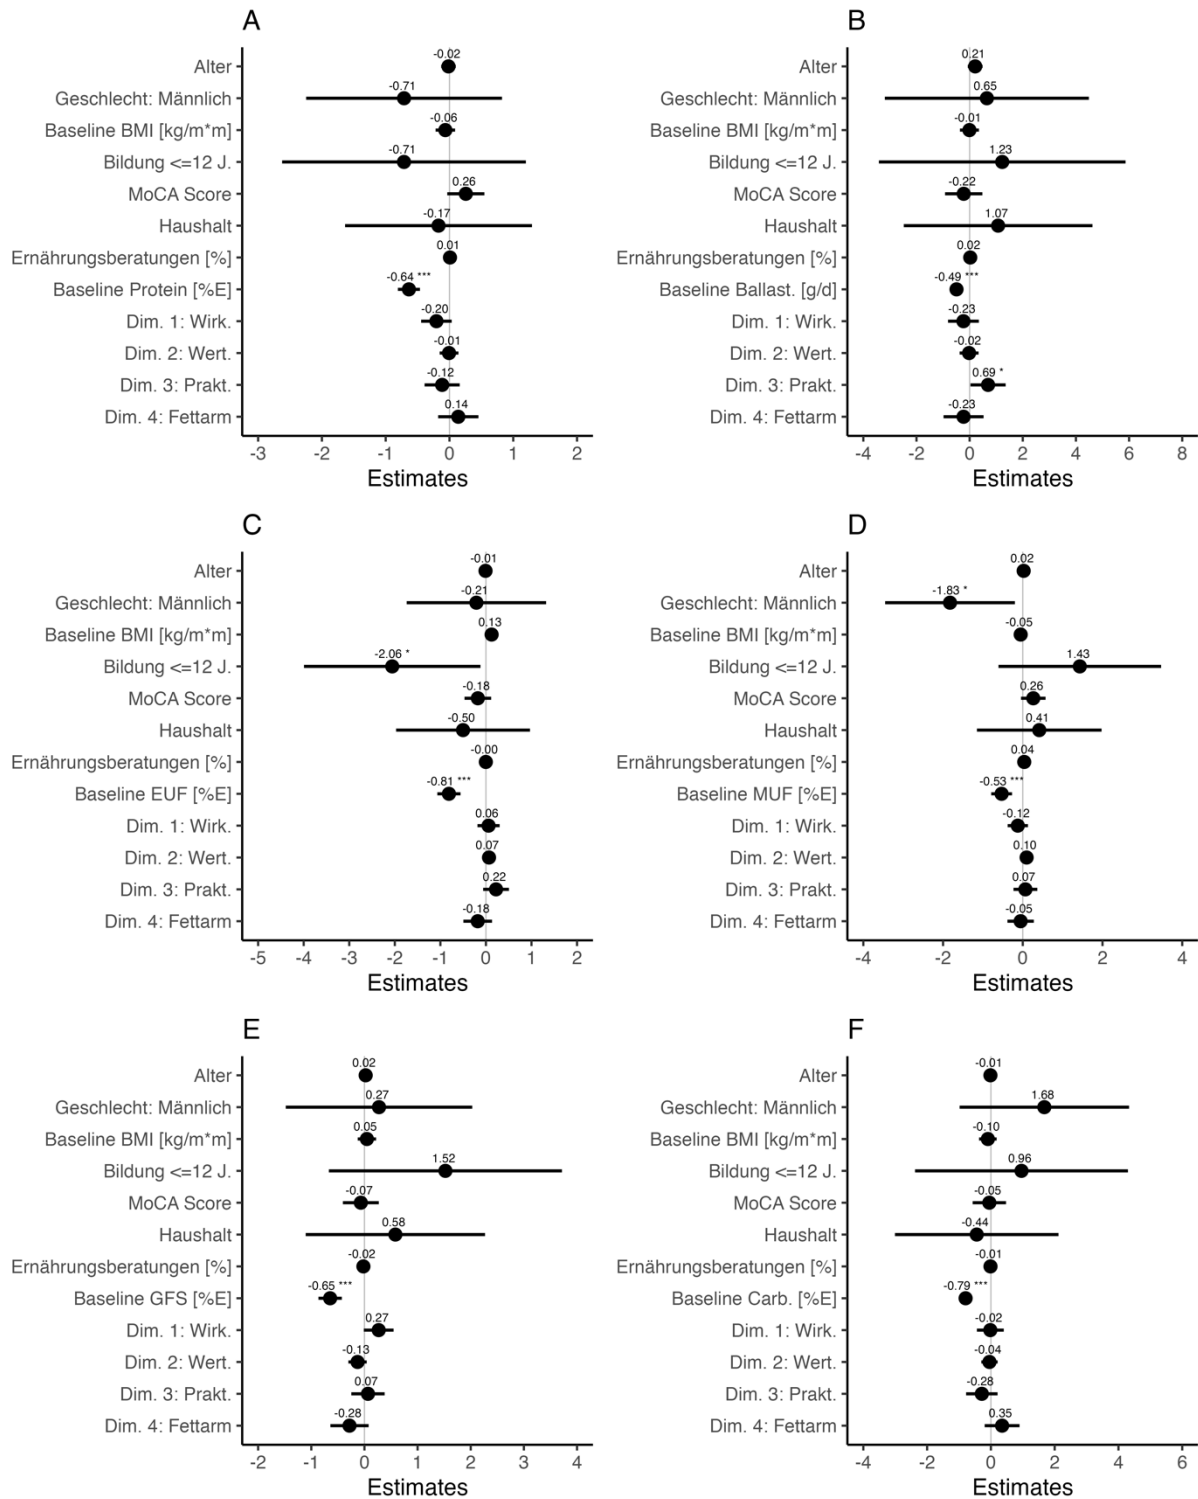 A
-0.02
Alter
-0.71
Geschlecht: Männlich
-0.06
Baseline BMI [kg/m*m]
-0.71
Bildung <=12 J.
0.26
MoCA Score
-0.17
Haushalt
0.01
Ernährungsberatungen [%]
-0.64 ***
Baseline Protein [%E]
-0.20
Dim. 1: Wirk.
-0.01
Dim. 2: Wert.
-0.12
Dim. 3: Prakt.
0.14
Dim. 4: Fettarm
-3 -2 -1 0 1 2
Estimates
B
0.21
Alter
0.65
Geschlecht: Männlich
-0.01
Baseline BMI [kg/m*m]
1.23
Bildung <=12 J.
-0.22
MoCA Score
1.07
Haushalt
0.02
Ernährungsberatungen [%]
-0.49 ***
Baseline Ballast. [g/d]
-0.23
Dim. 1: Wirk.
-0.02
Dim. 2: Wert.
0.69 *
Dim. 3: Prakt.
-0.23
Dim. 4: Fettarm
-4 -2 0 2 4 6 8
Estimates
C
-0.01
Alter
-0.21
Geschlecht: Männlich
0.13
Baseline BMI [kg/m*m]
-2.06 *
Bildung <=12 J.
-0.18
MoCA Score
-0.50
Haushalt
-0.00
Ernährungsberatungen [%]
-0.81 ***
Baseline EUF [%E]
0.06
Dim. 1: Wirk.
0.07
Dim. 2: Wert.
0.22
Dim. 3: Prakt.
-0.18
Dim. 4: Fettarm
-5 -4 -3 -2 -1 0 1 2
Estimates
D
0.02
Alter
-1.83 *
Geschlecht: Männlich
-0.05
Baseline BMI [kg/m*m]
1.43
Bildung <=12 J.
0.26
MoCA Score
0.41
Haushalt
0.04
Ernährungsberatungen [%]
-0.53 ***
Baseline MUF [%E]
-0.12
Dim. 1: Wirk.
0.10
Dim. 2: Wert.
0.07
Dim. 3: Prakt.
-0.05
Dim. 4: Fettarm
-4 -2 0 2 4
Estimates
E
0.02
Alter
0.27
Geschlecht: Männlich
0.05
Baseline BMI [kg/m*m]
1.52
Bildung <=12 J.
-0.07
MoCA Score
0.58
Haushalt
-0.02
Ernährungsberatungen [%]
-0.65 ***
Baseline GFS [%E]
0.27
Dim. 1: Wirk.
-0.13
Dim. 2: Wert.
0.07
Dim. 3: Prakt.
-0.28
Dim. 4: Fettarm
-2 -1 0 1 2 3 4
Estimates
F
-0.01
Alter
1.68
Geschlecht: Männlich
-0.10
Baseline BMI [kg/m*m]
0.96
Bildung <=12 J.
-0.05
MoCA Score
-0.44
Haushalt
-0.01
Ernährungsberatungen [%]
-0.79 ***
Baseline Carb. [%E]
-0.02
Dim. 1: Wirk.
-0.04
Dim. 2: Wert.
-0.28
Dim. 3: Prakt.
0.35
Dim. 4: Fettarm
-4 -2 0 2 4 6
Estimates